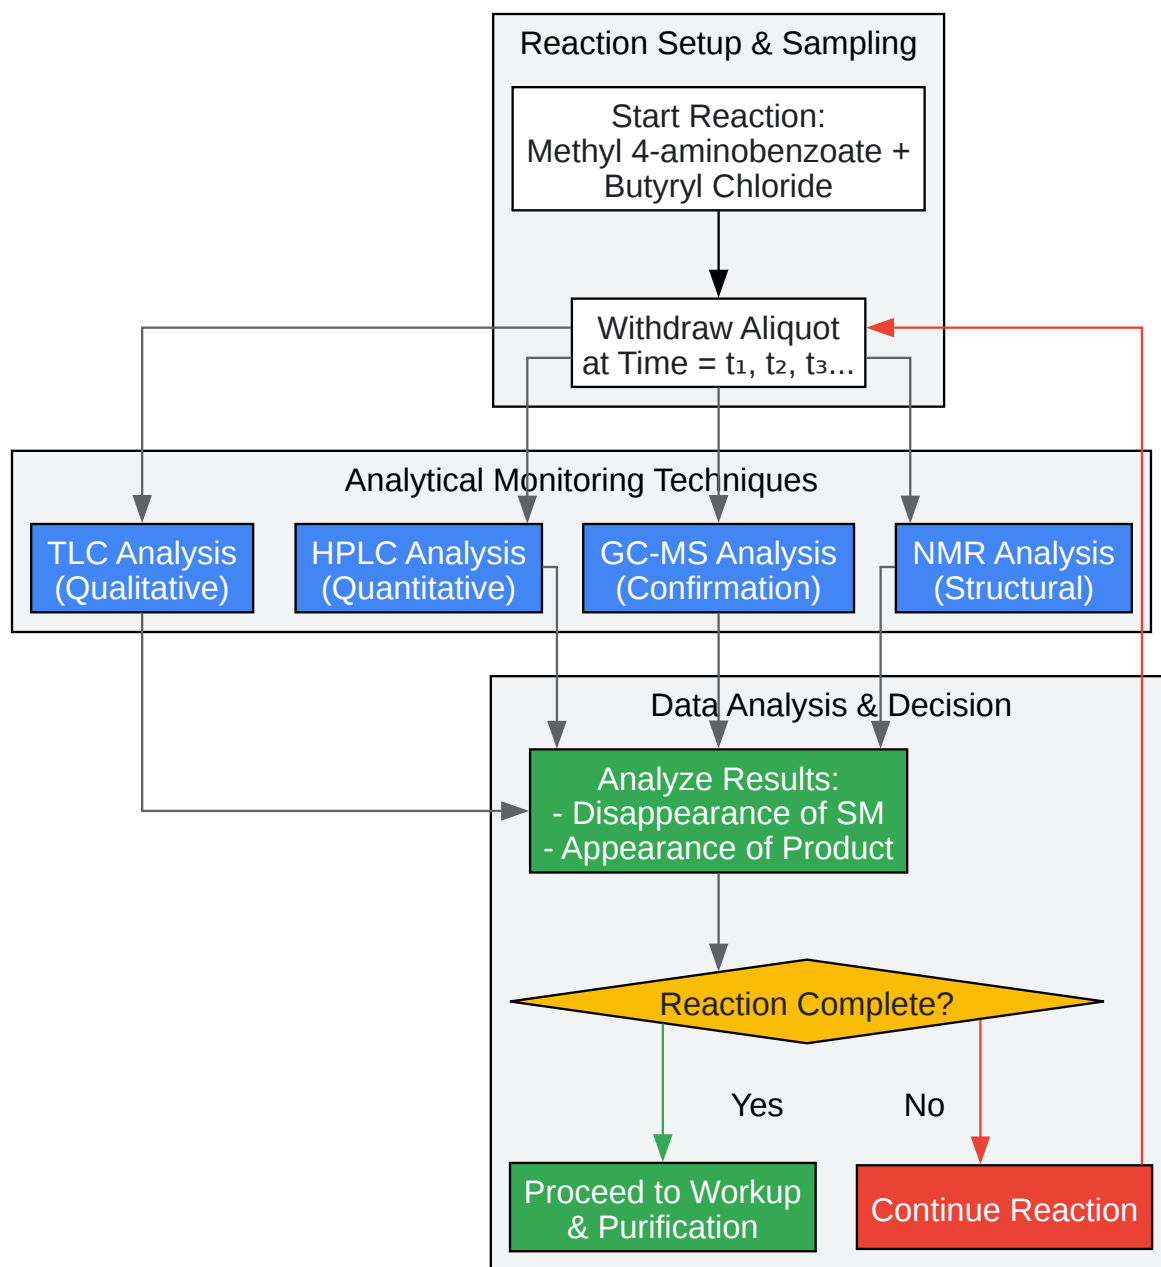 Reaction Setup & Sampling
Start Reaction:
Methyl 4-aminobenzoate +
Butyryl Chloride
Withdraw Aliquot
at Time = t₁, t₂, t₃...
Analytical Monitoring Techniques
TLC Analysis
(Qualitative)
HPLC Analysis
(Quantitative)
GC-MS Analysis
(Confirmation)
NMR Analysis
(Structural)
Data Analysis & Decision
Analyze Results:
- Disappearance of SM
- Appearance of Product
Reaction Complete?
Yes
No
Proceed to Workup
& Purification
Continue Reaction